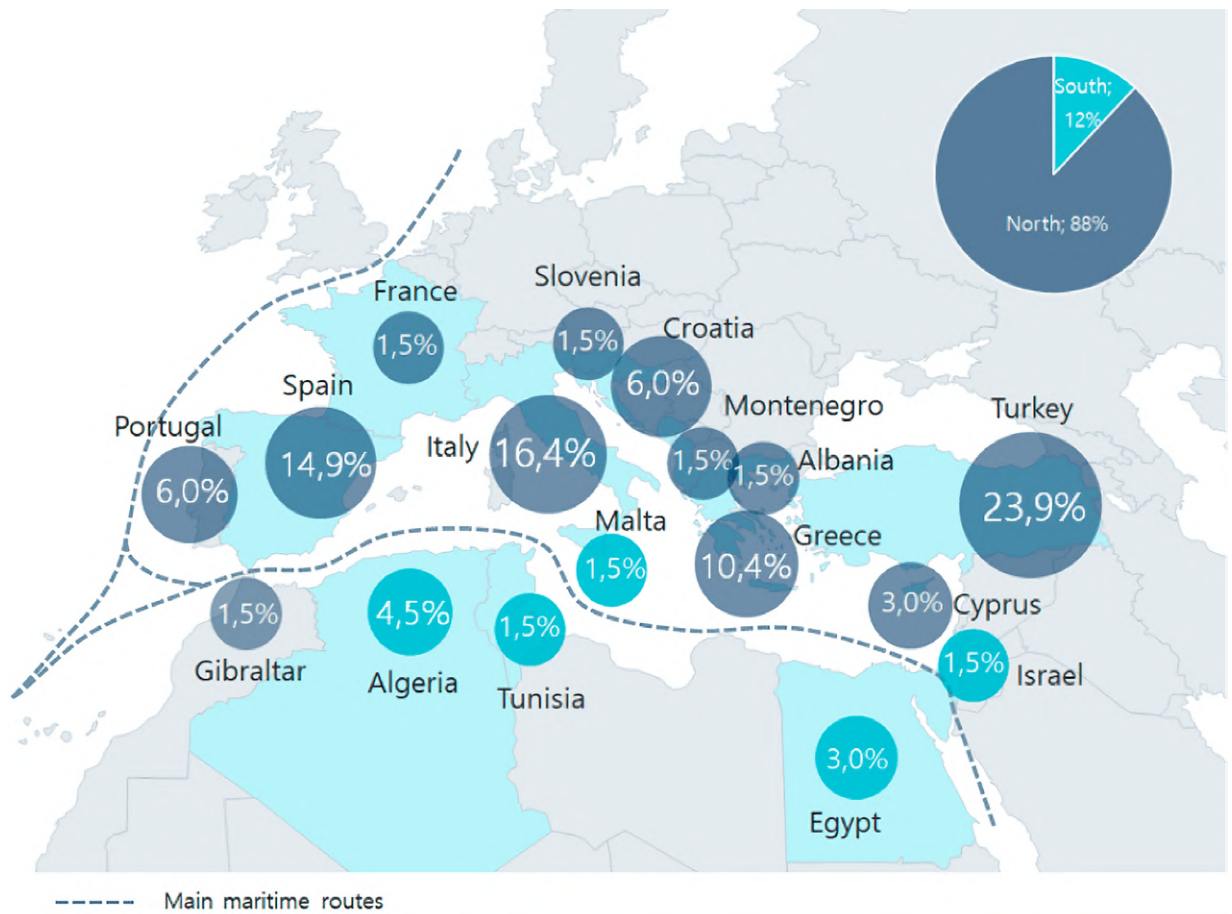 South;
12%
North; 88%
Slovenia
France
1,5%
1,5%
Croatia
6,0%
Spain
14,9%
Portugal
6,0%
Italy
16,4%
Montenegro
1,5%
Albania
1,5%
Turkey
23,9%
Malta
1,5%
Greece
10,4%
Cyprus
3,0%
Gibraltar
1,5%
Algeria
4,5%
Tunisia
1,5%
Israel
1,5%
Egypt
3,0%
Main maritime routes